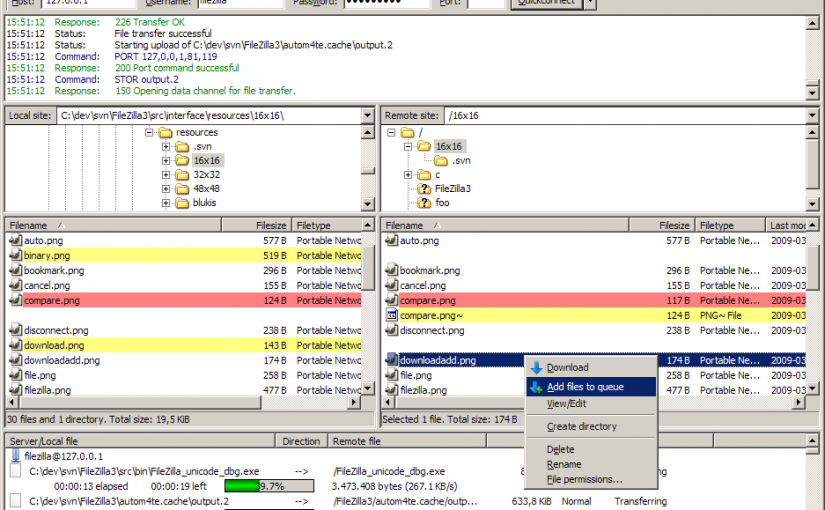 Host: 127.0.0.1 Username: filezilla Password: ●●●●●●●●● Port: Quickconnect
15:51:12 Response: 226 Transfer OK
15:51:12 Status: File transfer successful
15:51:12 Status: Starting upload of C:\dev\svn\FileZilla3\autom4te.cache\output.2
15:51:12 Command: PORT 127,0,0,1,81,119
15:51:12 Response: 200 Port command successful
15:51:12 Command: STOR output.2
15:51:12 Response: 150 Opening data channel for file transfer.
Local site: C:\dev\svn\FileZilla3\src\interface\resources\16x16\
resources
.svn
16x16
32x32
48x48
blukis
Remote site: /16x16
/
16x16
.svn
c
FileZilla3
foo
Filename Filesize Filetype
auto.png 577 B Portable Netwo
binary.png 519 B Portable Netwo
bookmark.png 296 B Portable Netwo
cancel.png 155 B Portable Netwo
compare.png 124 B Portable Netwo
disconnect.png 238 B Portable Netwo
download.png 143 B Portable Netwo
downloadadd.png 174 B Portable Netwo
file.png 258 B Portable Netwo
filezilla.png 477 B Portable Netwo
30 files and 1 directory. Total size: 19,5 KiB
Filename Filesize Filetype Last moc
auto.png 577 B Portable Ne... 2009-03
bookmark.png 296 B Portable Ne... 2009-03
cancel.png 155 B Portable Ne... 2009-03
compare.png 117 B Portable Ne... 2009-03
compare.png~ 124 B PNG~ File 2009-03
disconnect.png 238 B Portable Ne... 2009-03
downloadadd.png 174 B Portable Ne... 2009-03
file.png 258 B Portable Ne... 2009-03
filezilla.png 477 B Portable Ne... 2009-03
Selected 1 file. Total size: 174 B
Download
Add files to queue
View/Edit
Create directory
Delete
Rename
File permissions...
Server/Local file Direction Remote file
filezilla@127.0.0.1
C:\dev\svn\FileZilla3\src\bin\FileZilla_unicode_dbg.exe --> /FileZilla_unicode_dbg.exe
00:00:13 elapsed 00:00:19 left 39.7% 3.473.408 bytes (267.1 KB/s)
C:\dev\svn\FileZilla3\autom4te.cache\output.2 --> /FileZilla3/autom4te.cache/outp... 633,8 KiB Normal Transferring